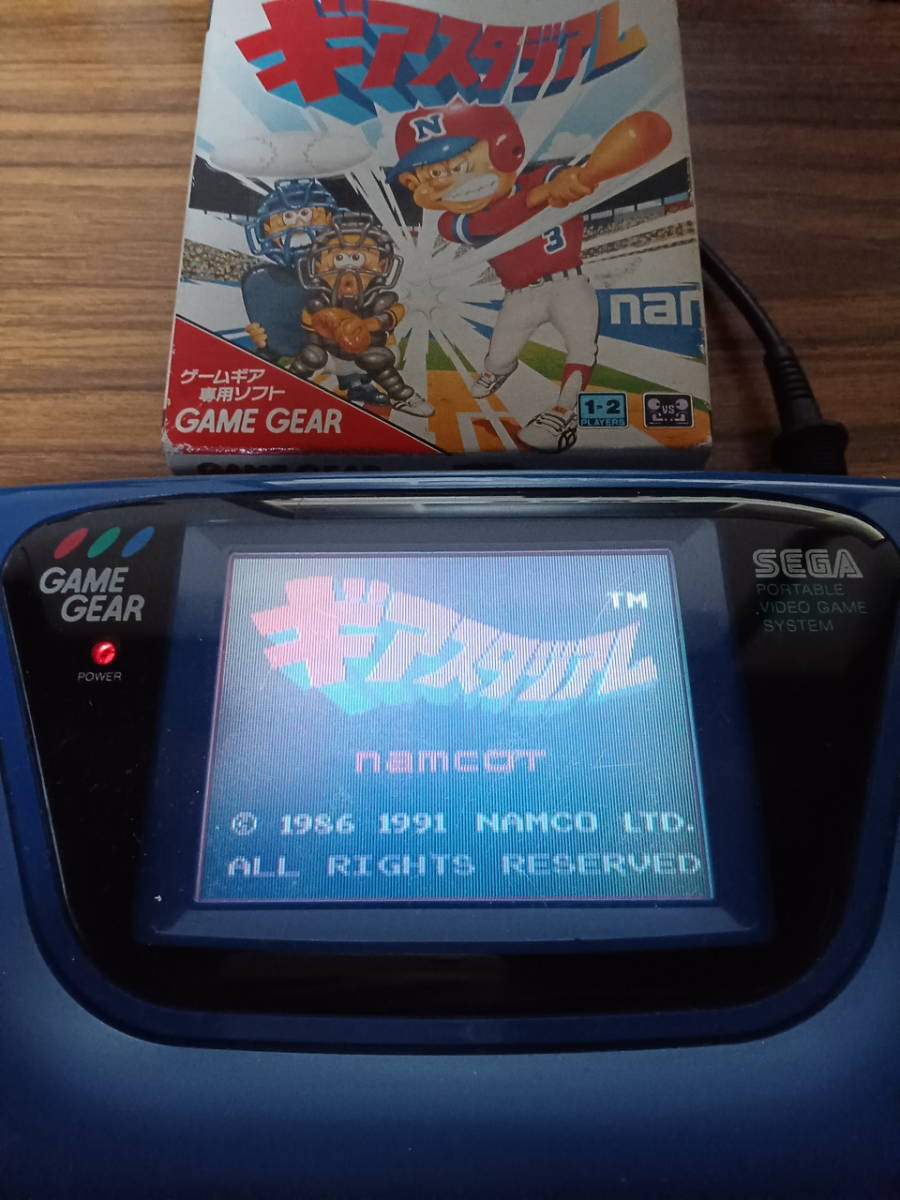 ギアスタジアム
N
3
nam
ゲームギア
専用ソフト
GAME GEAR
1-2
PLAYERS
VS
GAME GEAR
GAME
GEAR
POWER
SEGA
PORTABLE
VIDEO GAME
SYSTEM
ギアスタジアム
TM
namcot
© 1986 1991 NAMCO LTD.
ALL RIGHTS RESERVED